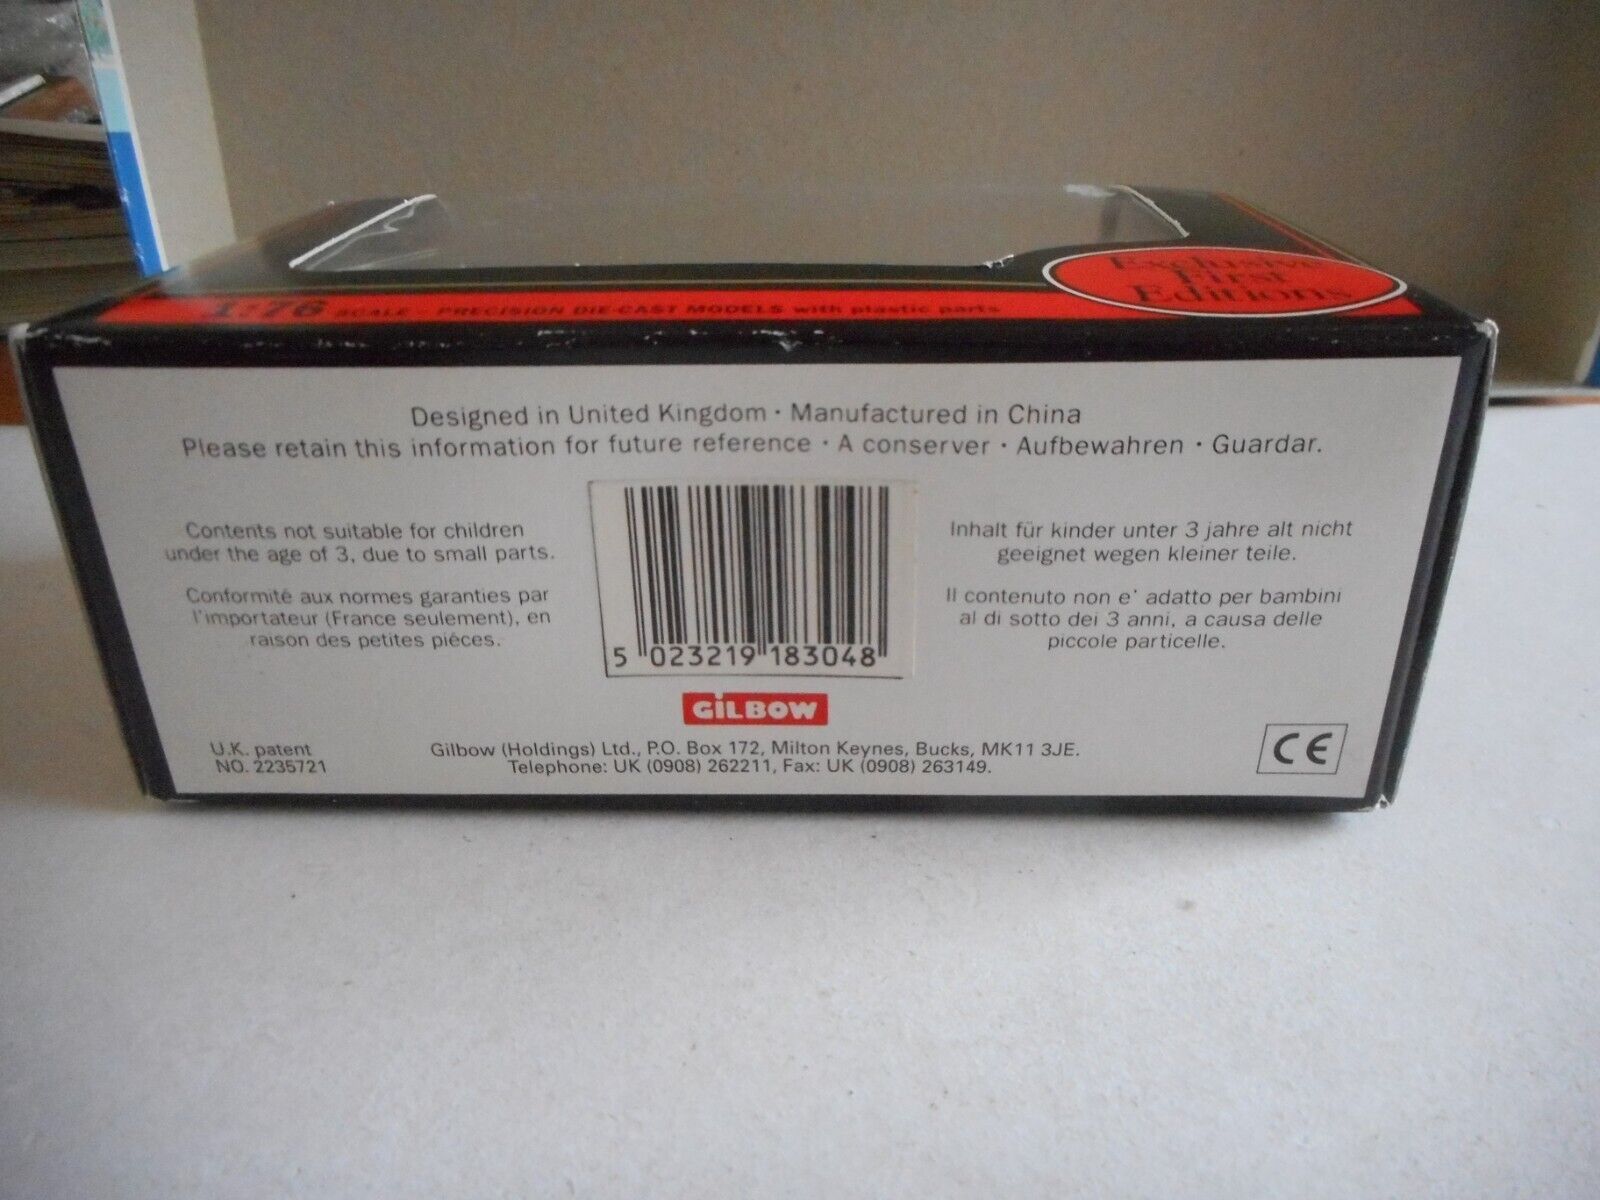 Exclusive
First
Editions
1:76 SCALE PRECISION DIE-CAST MODELS with plastic parts
Designed in United Kingdom · Manufactured in China
Please retain this information for future reference · A conserver · Aufbewahren · Guardar.
Contents not suitable for children
under the age of 3, due to small parts.
Conformité aux normes garanties par
l'importateur (France seulement), en
raison des petites piéces.
5 023219 183048
Inhalt für kinder unter 3 jahre alt nicht
geeignet wegen kleiner teile.
Il contenuto non e' adatto per bambini
al di sotto dei 3 anni, a causa delle
piccole particelle.
GiLBOW
U.K. patent
NO. 2235721
Gilbow (Holdings) Ltd., P.O. Box 172, Milton Keynes, Bucks, MK11 3JE.
Telephone: UK (0908) 262211, Fax: UK (0908) 263149.
CE